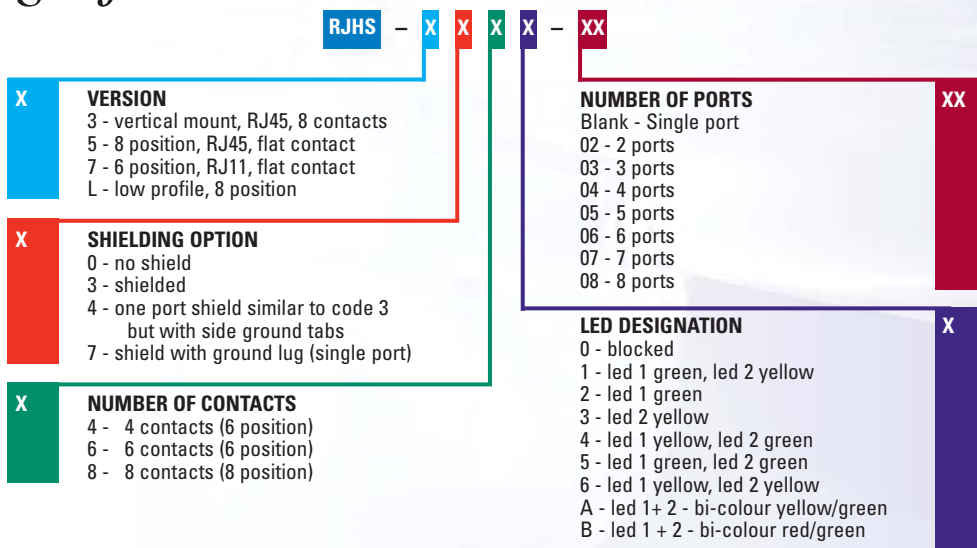 RJHS – X X X X – XX
X VERSION
3 - vertical mount, RJ45, 8 contacts
5 - 8 position, RJ45, flat contact
7 - 6 position, RJ11, flat contact
L - low profile, 8 position
X SHIELDING OPTION
0 - no shield
3 - shielded
4 - one port shield similar to code 3
but with side ground tabs
7 - shield with ground lug (single port)
X NUMBER OF CONTACTS
4 - 4 contacts (6 position)
6 - 6 contacts (6 position)
8 - 8 contacts (8 position)
NUMBER OF PORTS XX
Blank - Single port
02 - 2 ports
03 - 3 ports
04 - 4 ports
05 - 5 ports
06 - 6 ports
07 - 7 ports
08 - 8 ports
LED DESIGNATION X
0 - blocked
1 - led 1 green, led 2 yellow
2 - led 1 green
3 - led 2 yellow
4 - led 1 yellow, led 2 green
5 - led 1 green, led 2 green
6 - led 1 yellow, led 2 yellow
A - led 1+ 2 - bi-colour yellow/green
B - led 1 + 2 - bi-colour red/green